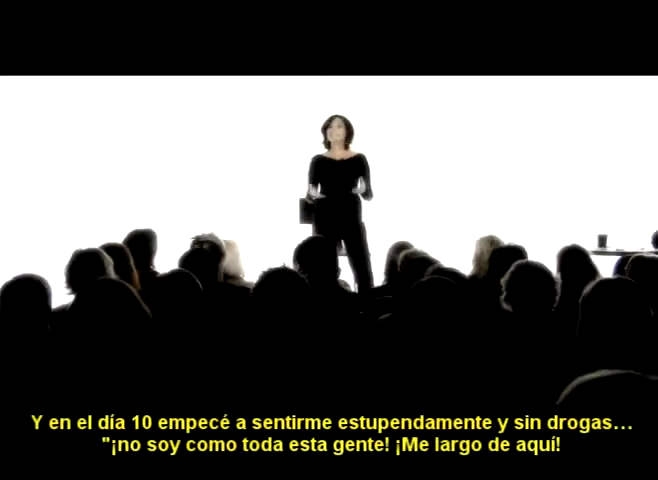 Y en el día 10 empecé a sentirme estupendamente y sin drogas...
"¡no soy como toda esta gente! ¡Me largo de aquí!